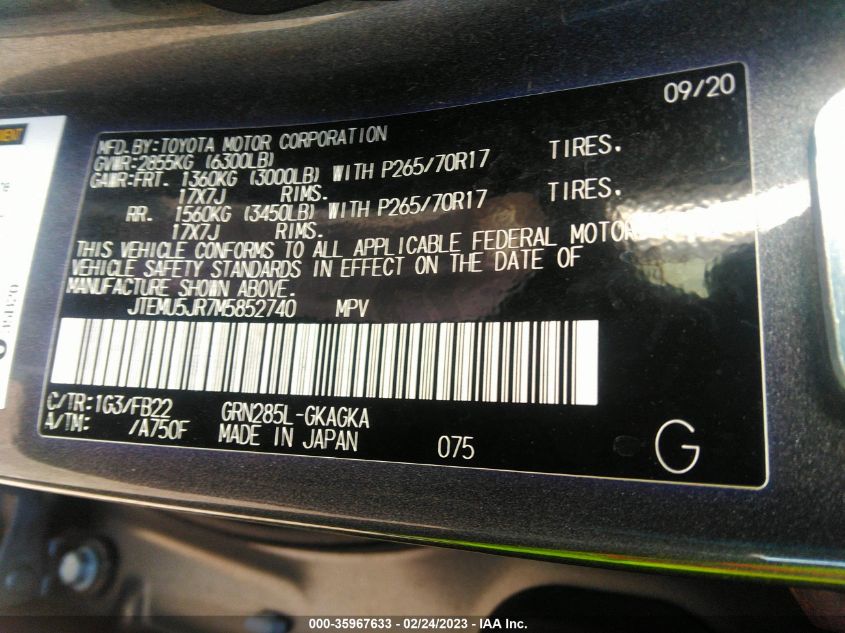 09/20
MFD.BY:TOYOTA MOTOR CORPORATION
GVWR:2855KG (6300LB)
GAWR:FRT. 1360KG (3000LB) WITH P265/70R17 TIRES.
17X7J RIMS.
RR. 1560KG (3450LB) WITH P265/70R17 TIRES.
17X7J RIMS.
THIS VEHICLE CONFORMS TO ALL APPLICABLE FEDERAL MOTOR
VEHICLE SAFETY STANDARDS IN EFFECT ON THE DATE OF
MANUFACTURE SHOWN ABOVE.
JTEMU5JR7M5852740 MPV
C/TR:1G3/FB22 GRN285L-GKAGKA
A/TM: /A750F MADE IN JAPAN 075
G
000-35967633 - 02/24/2023 - IAA Inc.